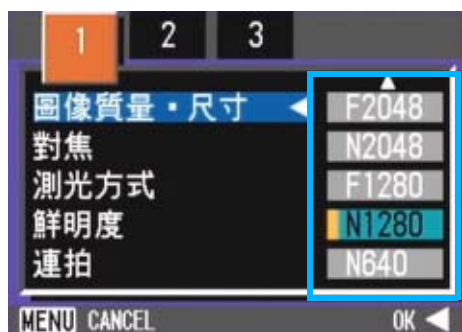 1 2 3
圖像質量・尺寸 F2048
對焦 N2048
測光方式 F1280
鮮明度 N1280
連拍 N640
MENU CANCEL OK